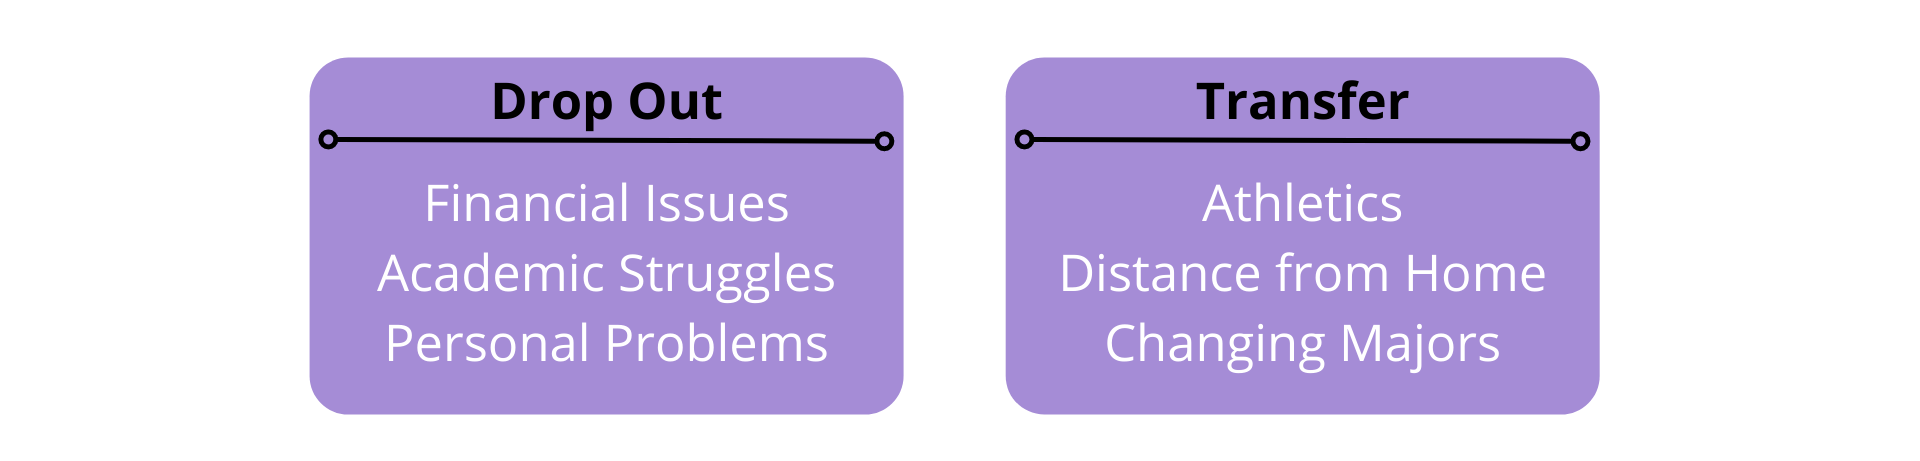 Drop Out
Financial Issues
Academic Struggles
Personal Problems
Transfer
Athletics
Distance from Home
Changing Majors